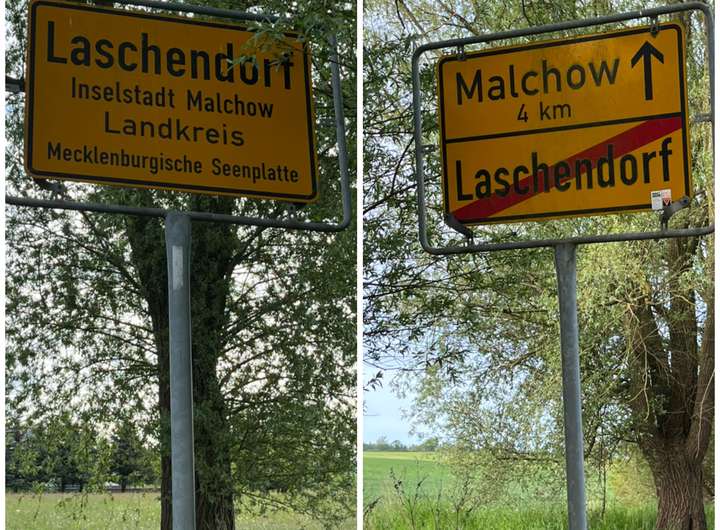 Laschendorf
Inselstadt Malchow
Landkreis
Mecklenburgische Seenplatte
Malchow
4 km
Laschendorf